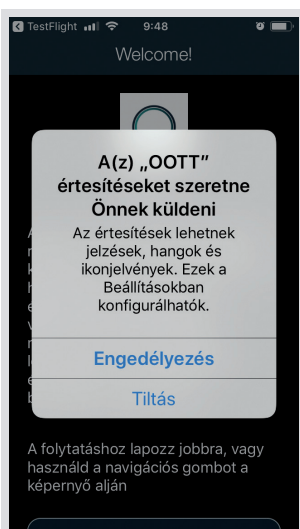 TestFlight 9:48
Welcome!
A(z) „OOTT”
értesítéseket szeretne
Önnek küldeni
Az értesítések lehetnek
jelzések, hangok és
ikonjelvények. Ezek a
Beállításokban
konfigurálhatók.
Engedélyezés
Tiltás
A folytatáshoz lapozz jobbra, vagy
használd a navigációs gombot a
képernyő alján